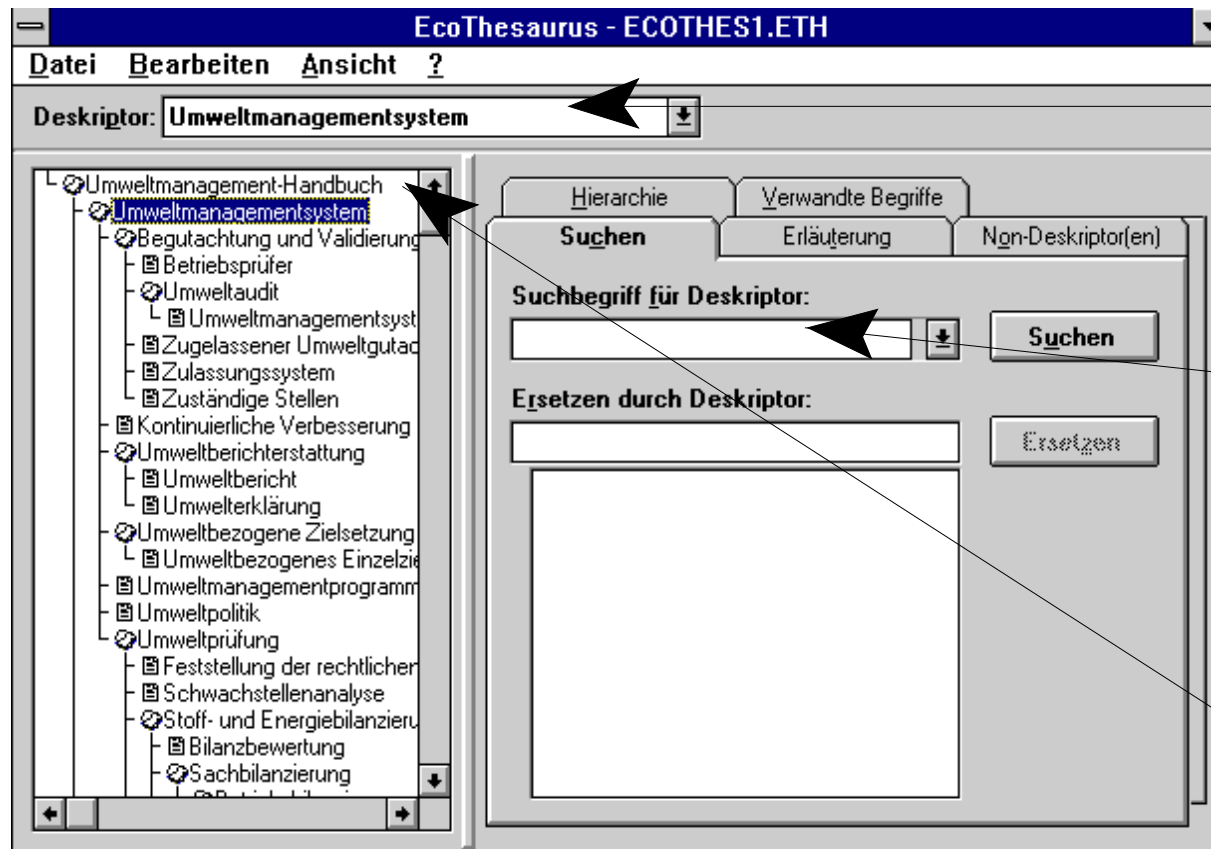 EcoThesaurus - ECOTHES1.ETH
Datei Bearbeiten Ansicht ?
Deskriptor: Umweltmanagementsystem
Umweltmanagement-Handbuch
Umweltmanagementsystem
Begutachtung und Validierung
Betriebsprüfer
Umweltaudit
Umweltmanagementsyst
Zugelassener Umweltgutac
Zulassungssystem
Zuständige Stellen
Kontinuierliche Verbesserung
Umweltberichterstattung
Umweltbericht
Umwelterklärung
Umweltbezogene Zielsetzung
Umweltbezogenes Einzelzie
Umweltmanagementprogramm
Umweltpolitik
Umweltprüfung
Feststellung der rechtlicher
Schwachstellenanalyse
Stoff- und Energiebilanzieru
Bilanzbewertung
Sachbilanzierung
Hierarchie Verwandte Begriffe
Suchen Erläuterung Non-Deskriptor(en)
Suchbegriff für Deskriptor:
Suchen
Ersetzen durch Deskriptor:
Ersetzen